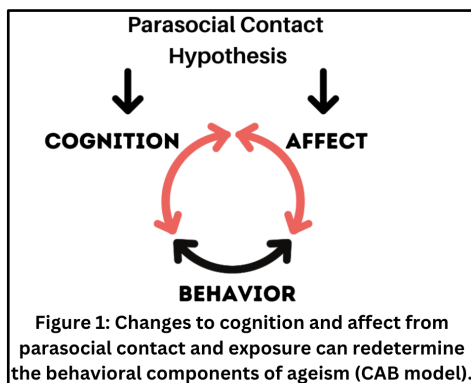 Parasocial Contact
Hypothesis
COGNITION
AFFECT
BEHAVIOR
Figure 1: Changes to cognition and affect from
parasocial contact and exposure can redetermine
the behavioral components of ageism (CAB model).